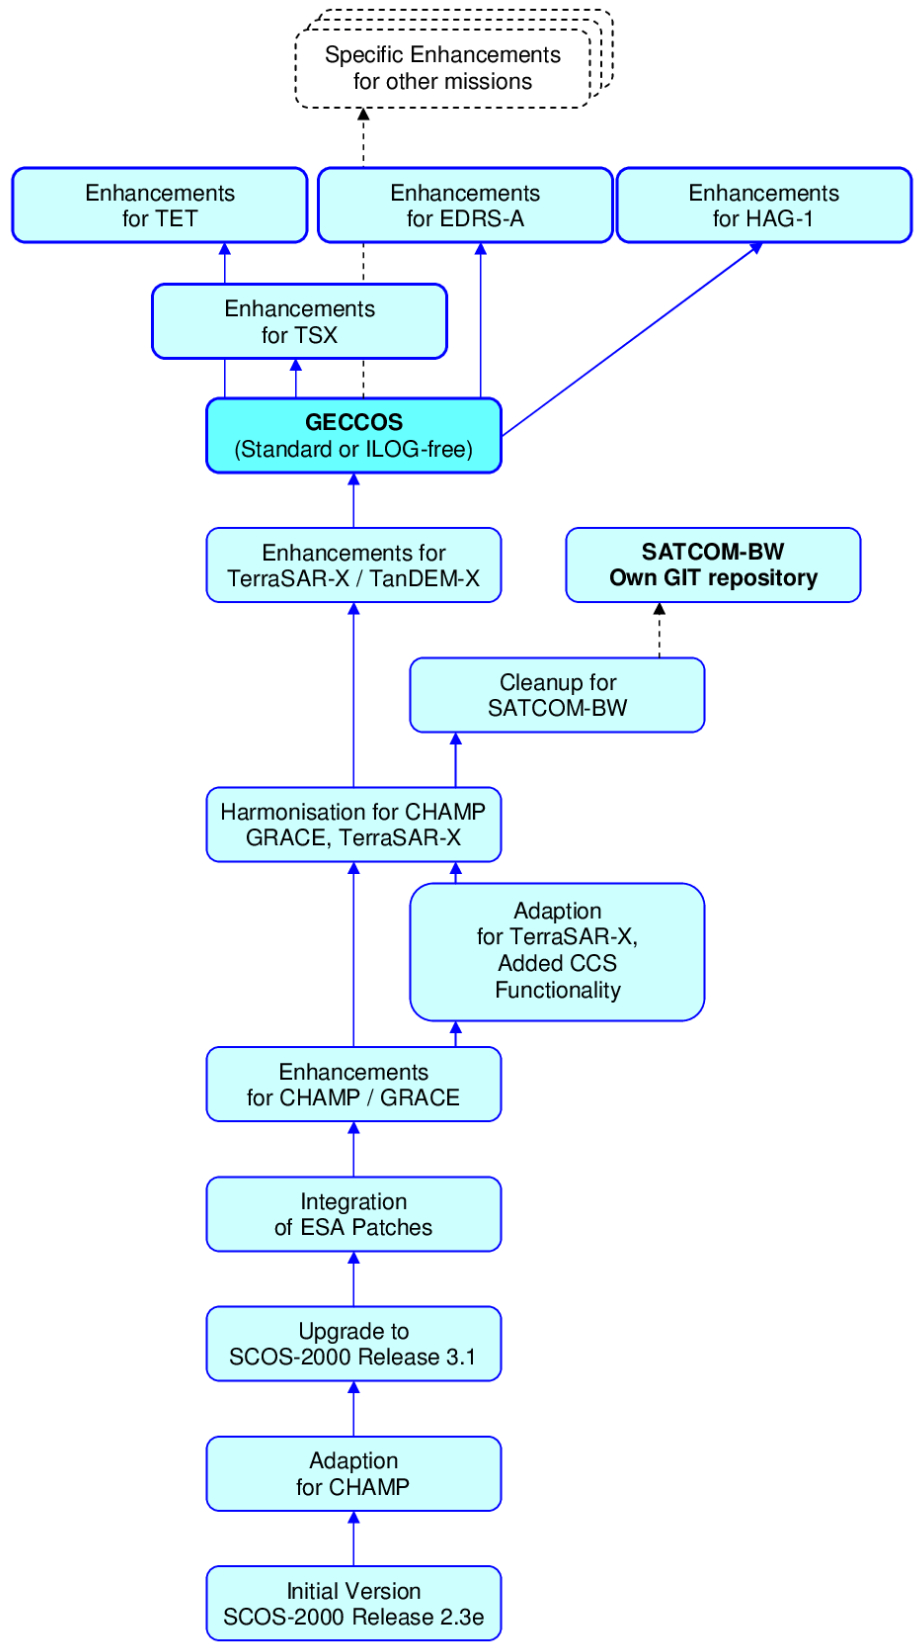 Specific Enhancements
for other missions
Enhancements
for TET
Enhancements
for EDRS-A
Enhancements
for HAG-1
Enhancements
for TSX
GECCOS
(Standard or ILOG-free)
Enhancements for
TerraSAR-X / TanDEM-X
SATCOM-BW
Own GIT repository
Cleanup for
SATCOM-BW
Harmonisation for CHAMP
GRACE, TerraSAR-X
Adaption
for TerraSAR-X,
Added CCS
Functionality
Enhancements
for CHAMP / GRACE
Integration
of ESA Patches
Upgrade to
SCOS-2000 Release 3.1
Adaption
for CHAMP
Initial Version
SCOS-2000 Release 2.3e